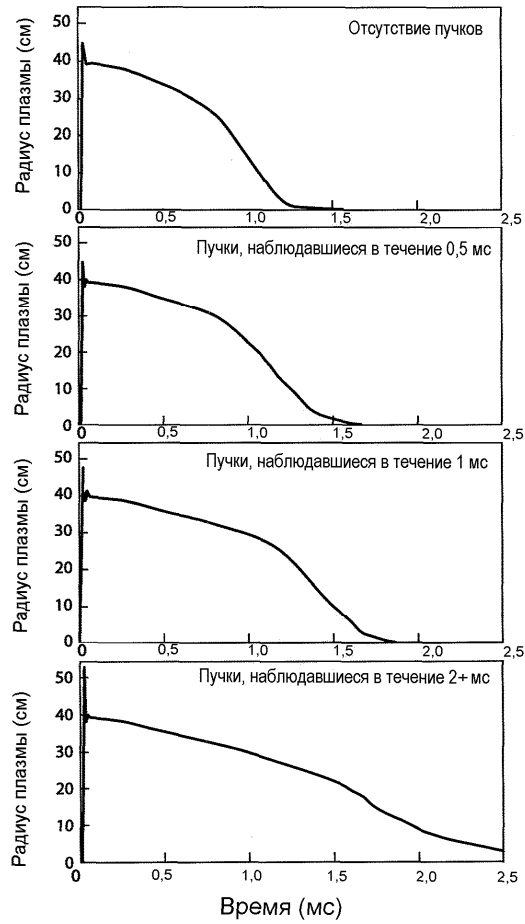 Отсутствие пучков
Радиус плазмы (см)
50
40
30
20
10
0
0 0,5 1,0 1,5 2,0 2,5
Пучки, наблюдавшиеся в течение 0,5 мс
Радиус плазмы (см)
50
40
30
20
10
0
0 0,5 1,0 1,5 2,0 2,5
Пучки, наблюдавшиеся в течение 1 мс
Радиус плазмы (см)
50
40
30
20
10
0
0 0,5 1,0 1,5 2,0 2,5
Пучки, наблюдавшиеся в течение 2+ мс
Радиус плазмы (см)
50
40
30
20
10
0
0 0,5 1,0 1,5 2,0 2,5
Время (мс)